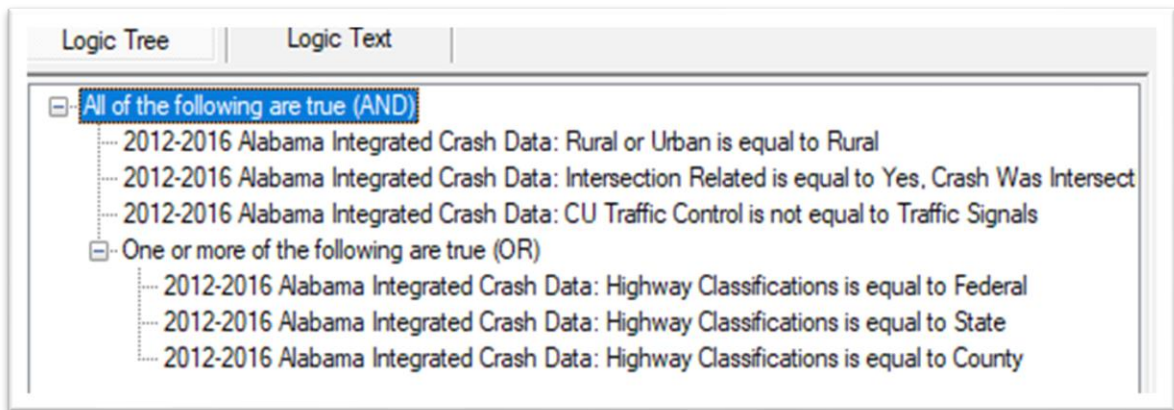 Logic Tree Logic Text
All of the following are true (AND)
2012-2016 Alabama Integrated Crash Data: Rural or Urban is equal to Rural
2012-2016 Alabama Integrated Crash Data: Intersection Related is equal to Yes, Crash Was Intersect
2012-2016 Alabama Integrated Crash Data: CU Traffic Control is not equal to Traffic Signals
One or more of the following are true (OR)
2012-2016 Alabama Integrated Crash Data: Highway Classifications is equal to Federal
2012-2016 Alabama Integrated Crash Data: Highway Classifications is equal to State
2012-2016 Alabama Integrated Crash Data: Highway Classifications is equal to County